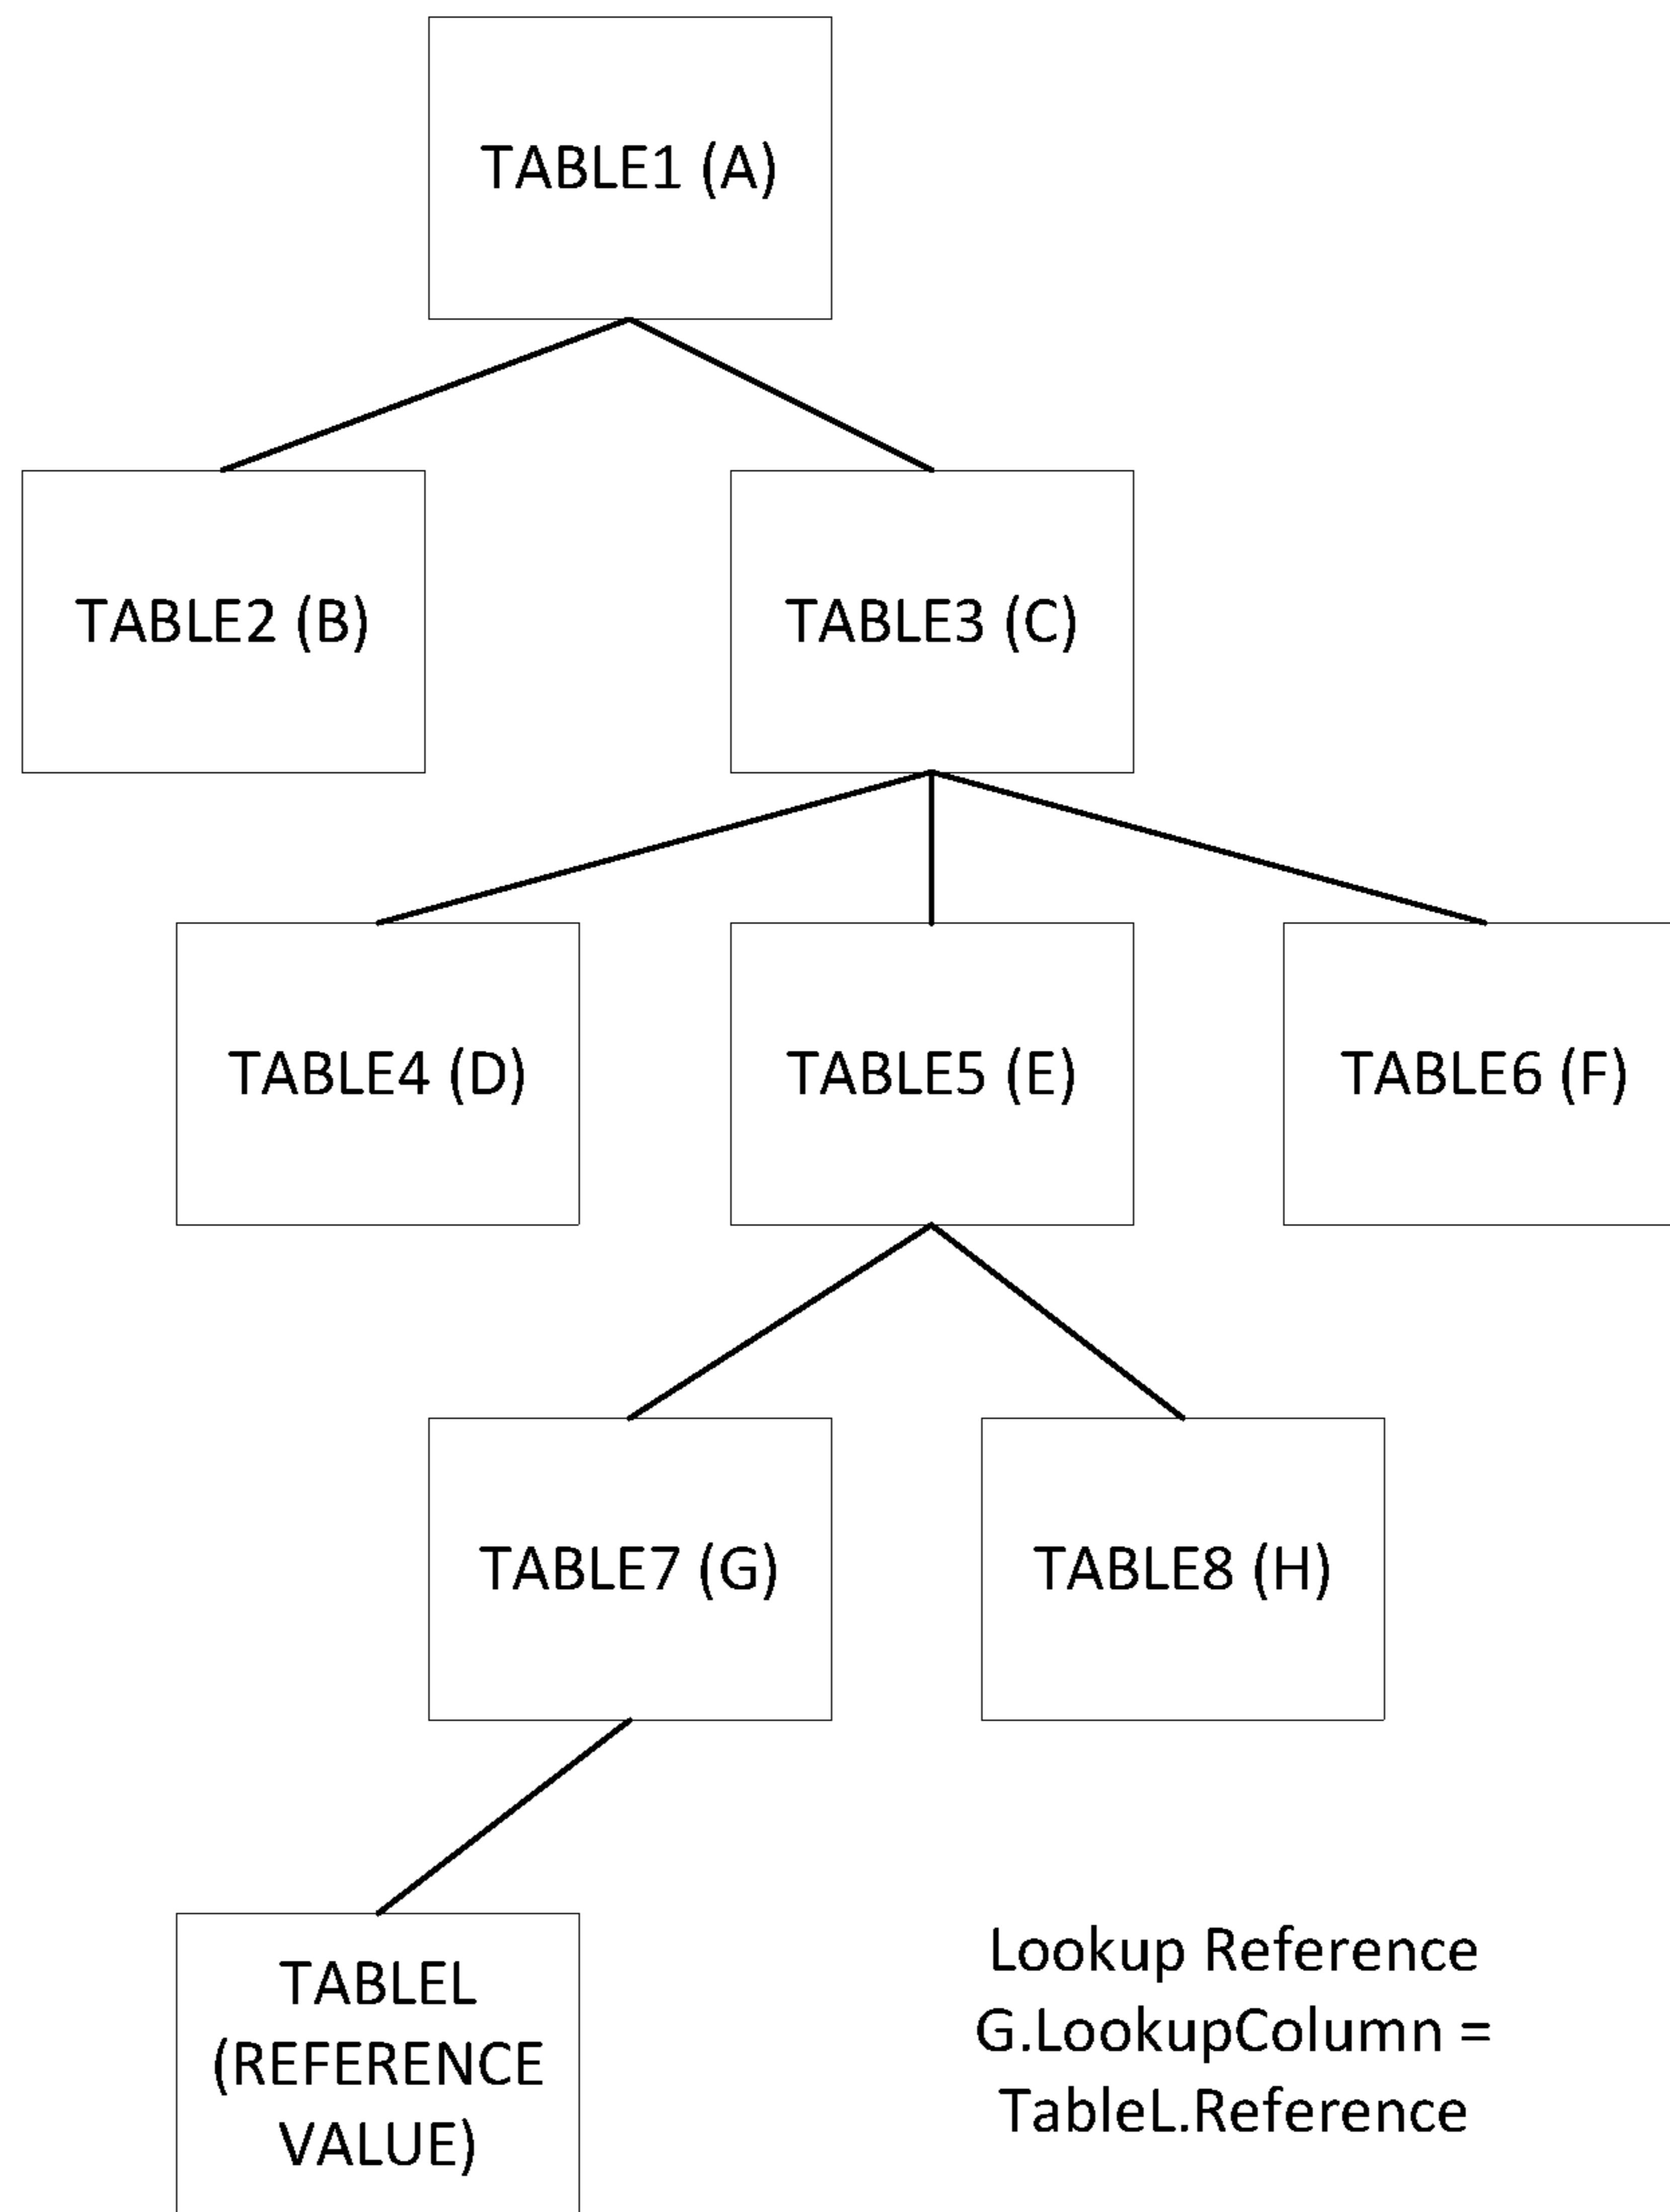 TABLE1 (A)
TABLE2 (B)
TABLE3 (C)
TABLE4 (D)
TABLE5 (E)
TABLE6 (F)
TABLE7 (G)
TABLE8 (H)
TABLEL
(REFERENCE
VALUE)
Lookup Reference
G.LookupColumn =
TableL.Reference